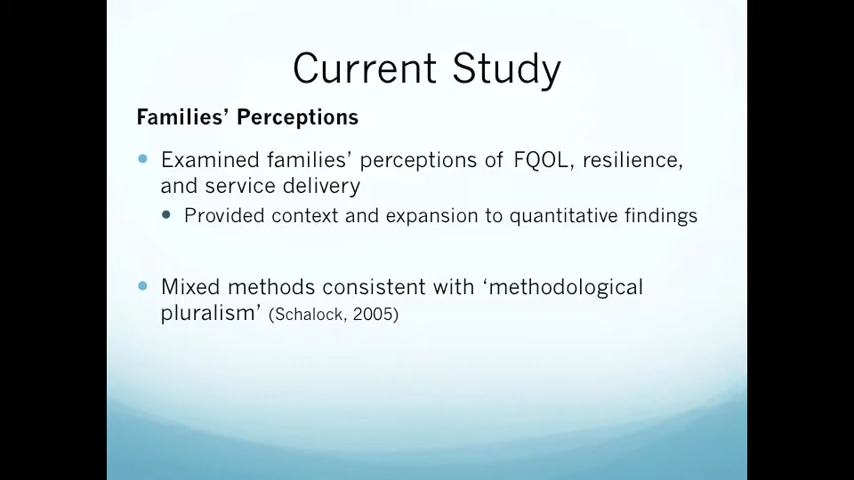 Current Study
Families’ Perceptions
Examined families’ perceptions of FQOL, resilience,
and service delivery
Provided context and expansion to quantitative findings
Mixed methods consistent with ‘methodological
pluralism’ (Schalock, 2005)